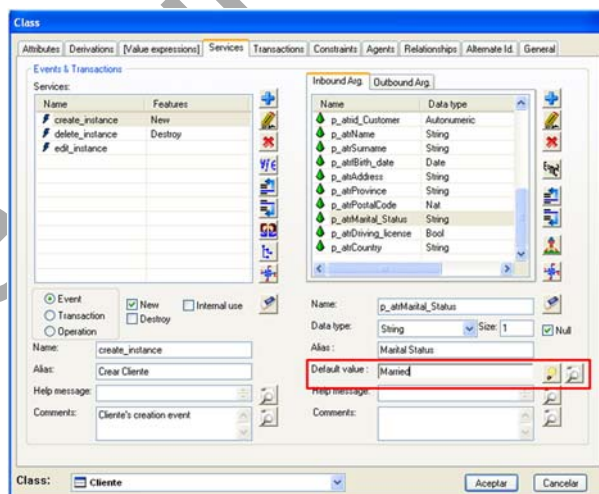 Class
Attributes Derivations [Value expressions] Services Transactions Constraints Agents Relationships Alternate Id. General
Events & Transactions
Services:
Name Features
create_instance New
delete_instance Destroy
edit_instance
Event
Transaction
Operation
New
Destroy
Internal use
Name: create_instance
Alias: Crear Cliente
Help message:
Comments: Cliente's creation event
Inbound Arg. Outbound Arg.
Name Data type
p_atrid_Customer Autonumeric
p_atrName String
p_atrSurname String
p_atrBirth_date Date
p_atrAddress String
p_atrProvince String
p_atrPostalCode Nat
p_atrMarital_Status String
p_atrDriving_license Bool
p_atrCountry String
Name: p_atrMarital_Status
Data type: String Size: 1 Null
Alias : Marital Status
Default value : Married
Help message:
Comments:
Class: Cliente
Aceptar Cancelar